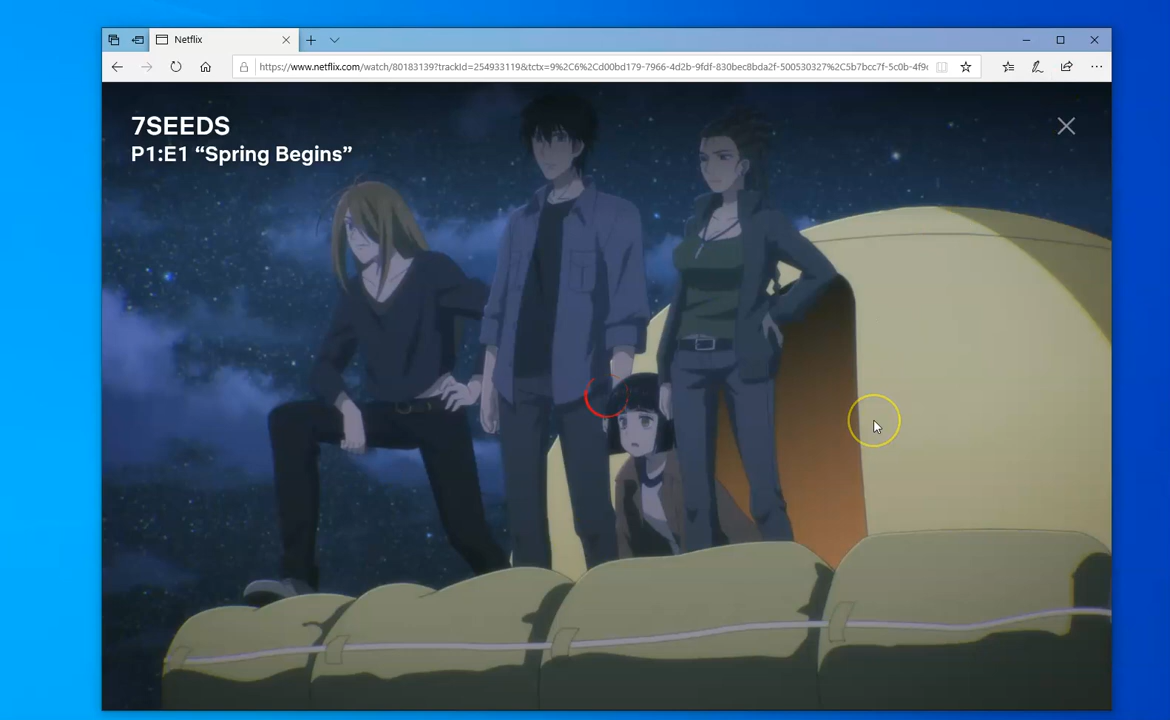 Netflix
https://www.netflix.com/watch/80183139?trackId=254933119&tctx=9%2C6%2Cd00bd179-7966-4d2b-9fdf-830bec8bda2f-500530327%2C5b7bcc7f-5c0b-4f9c
7SEEDS
P1:E1 “Spring Begins”